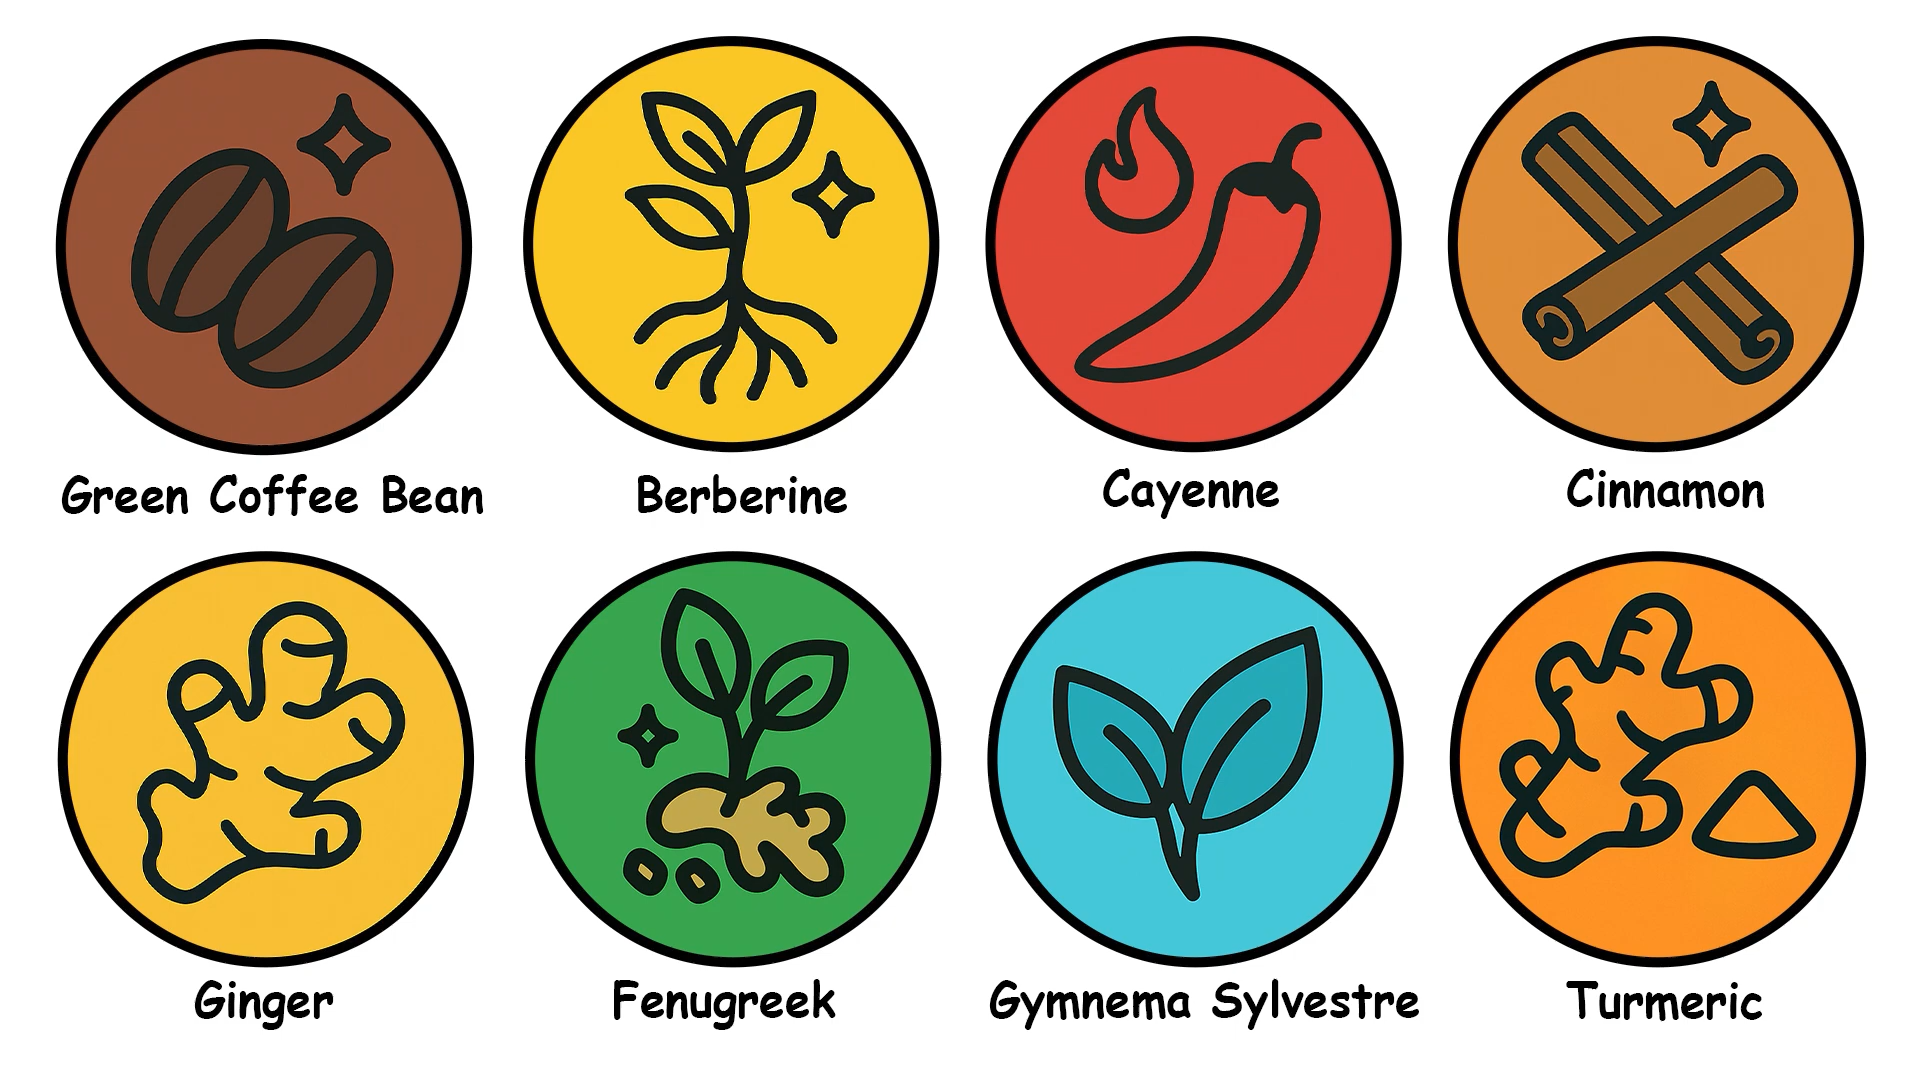 Green Coffee Bean
Berberine
Cayenne
Cinnamon
Ginger
Fenugreek
Gymnema Sylvestre
Turmeric